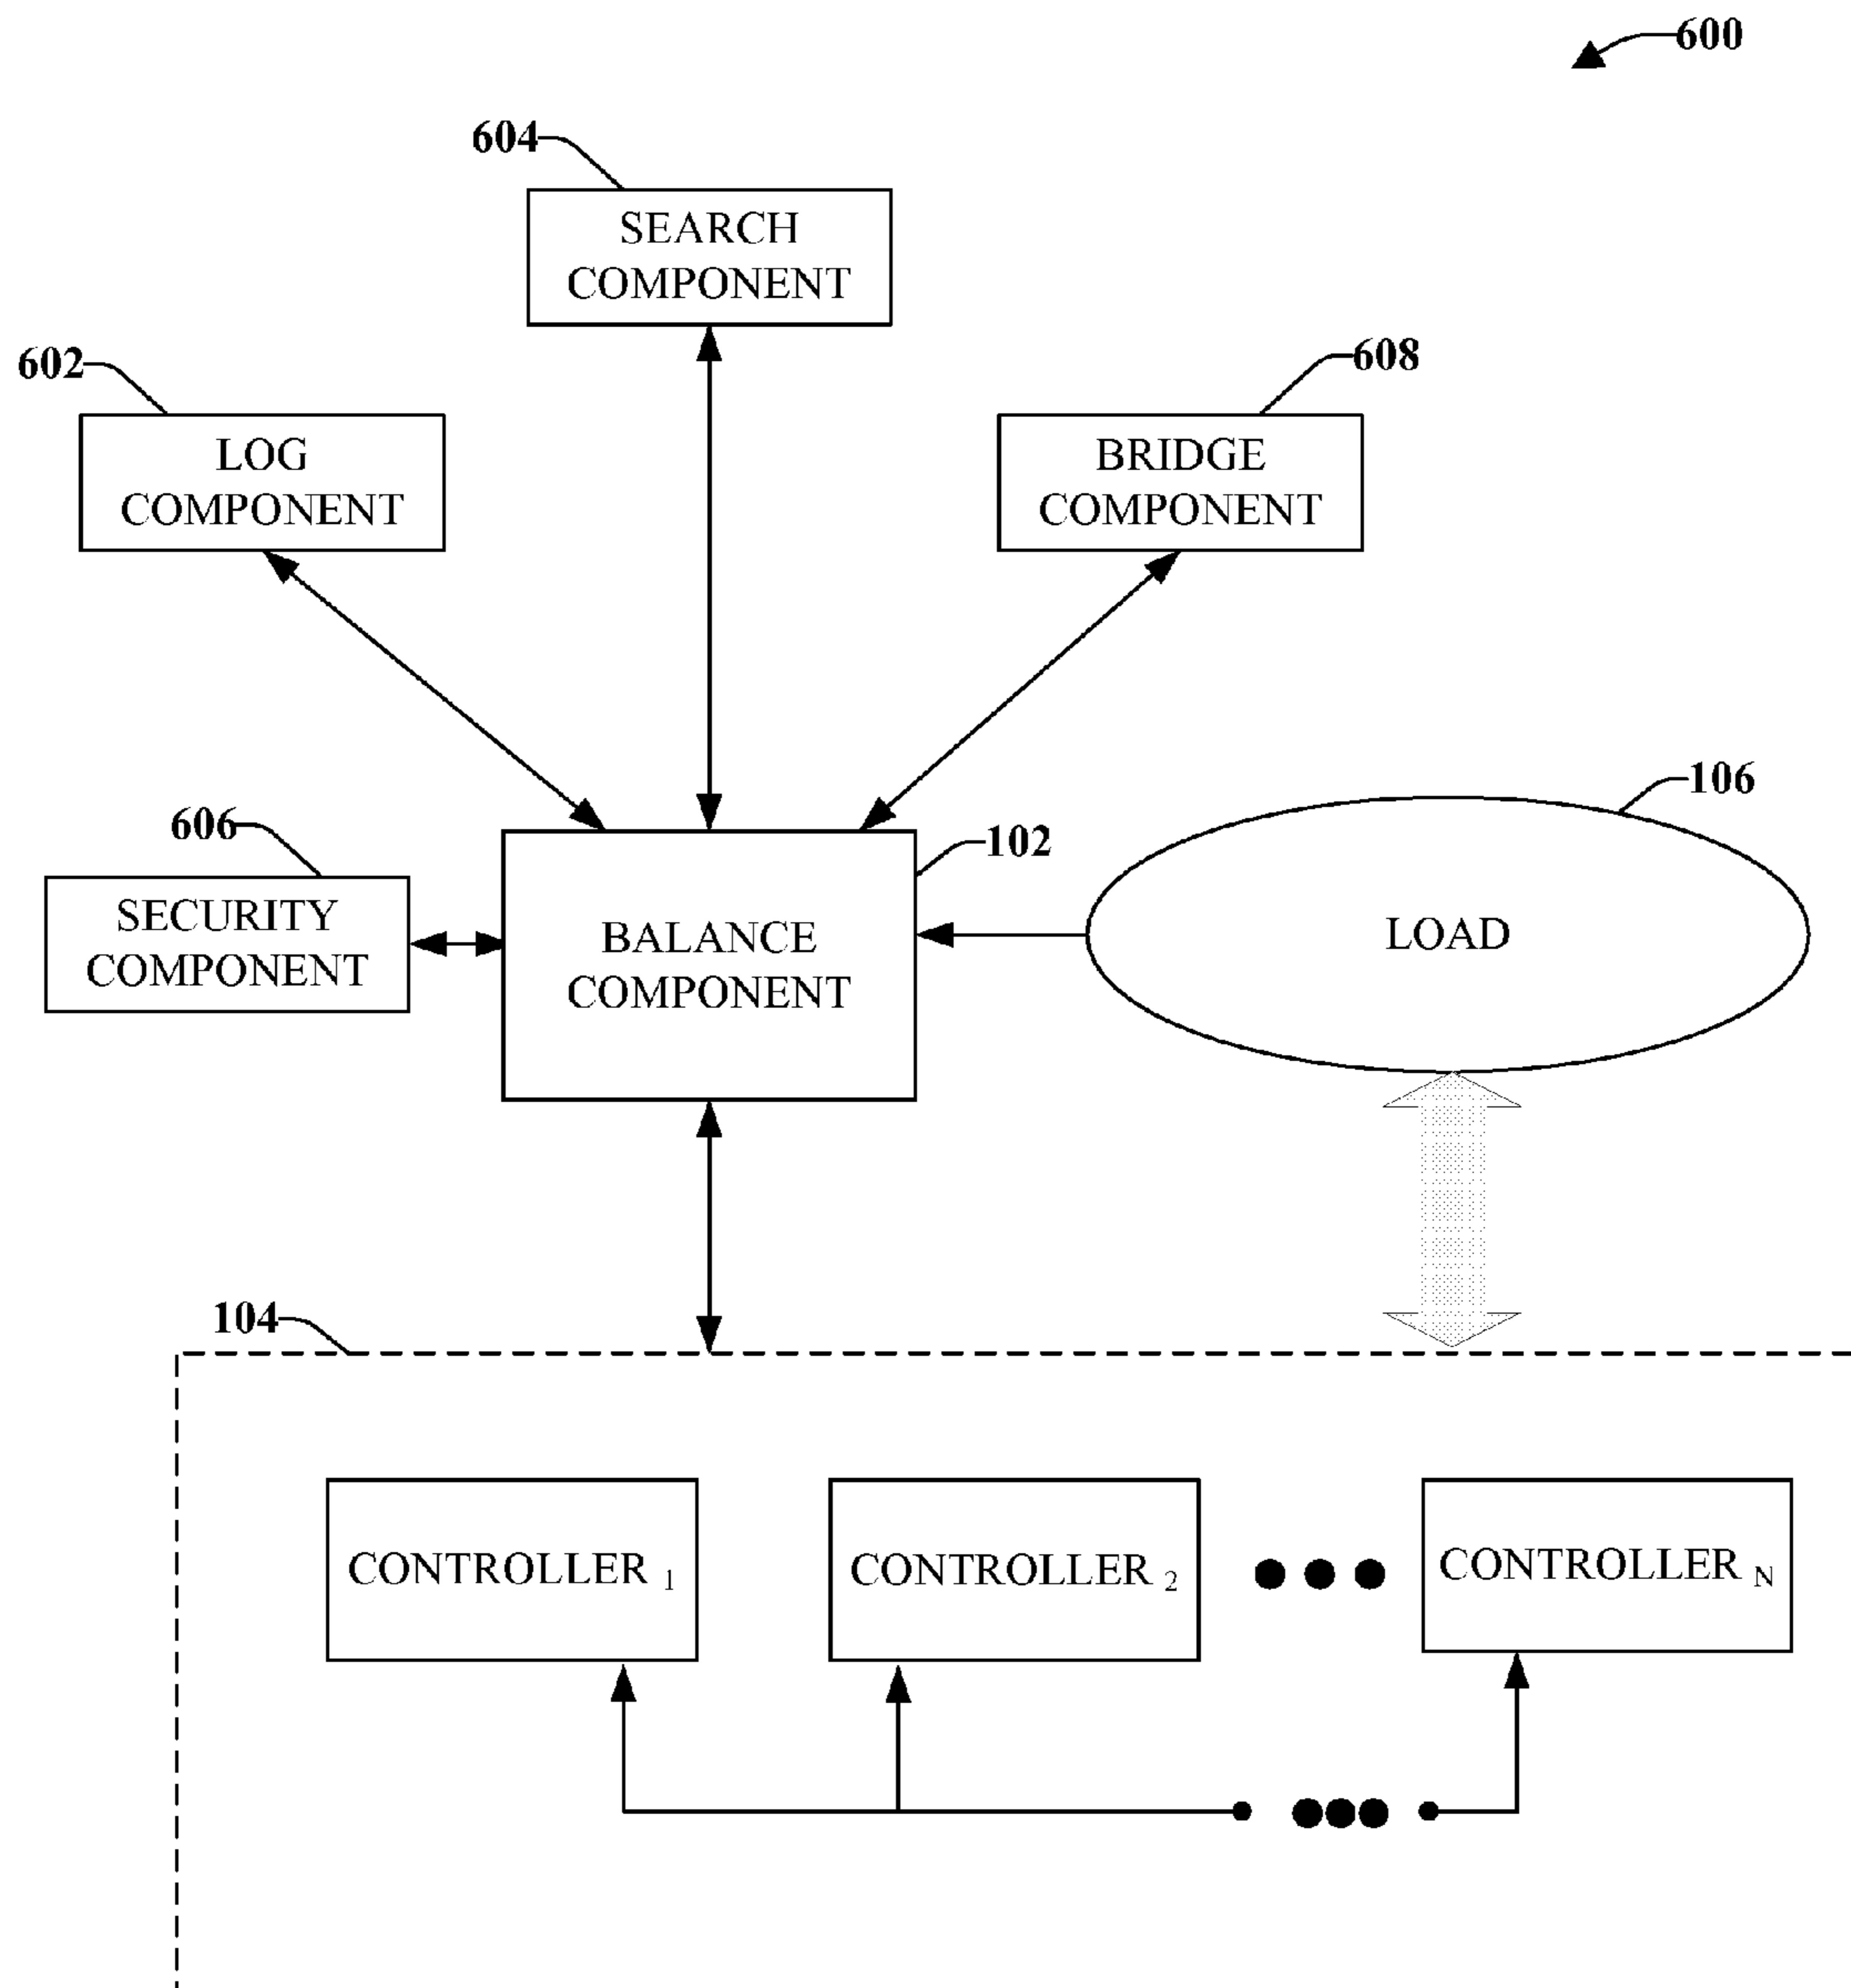 600
604
SEARCH
COMPONENT
602
608
LOG
COMPONENT
BRIDGE
COMPONENT
606
102
106
SECURITY
COMPONENT
BALANCE
COMPONENT
LOAD
104
CONTROLLER 1
CONTROLLER 2
CONTROLLER N